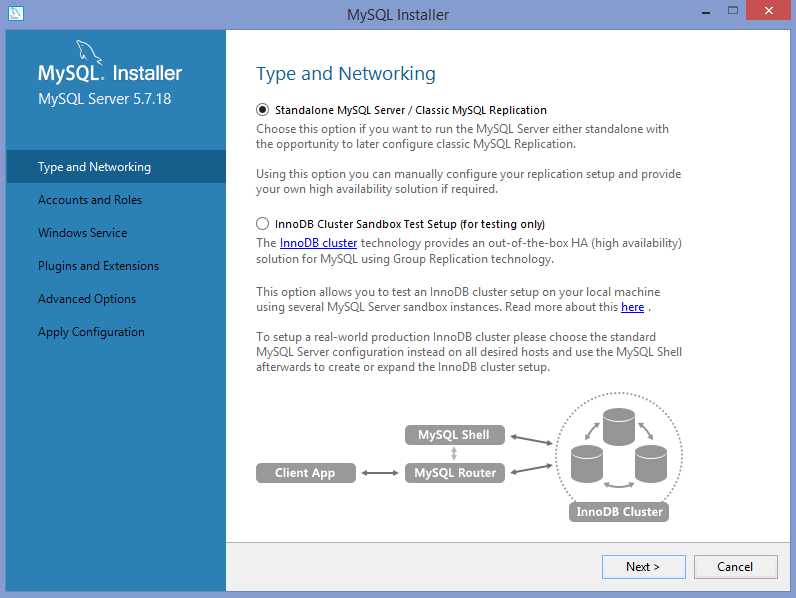 MySQL Installer
MySQL. Installer
MySQL Server 5.7.18
Type and Networking
Accounts and Roles
Windows Service
Plugins and Extensions
Advanced Options
Apply Configuration
Type and Networking
Standalone MySQL Server / Classic MySQL Replication
Choose this option if you want to run the MySQL Server either standalone with
the opportunity to later configure classic MySQL Replication.
Using this option you can manually configure your replication setup and provide
your own high availability solution if required.
InnoDB Cluster Sandbox Test Setup (for testing only)
The InnoDB cluster technology provides an out-of-the-box HA (high availability)
solution for MySQL using Group Replication technology.
This option allows you to test an InnoDB cluster setup on your local machine
using several MySQL Server sandbox instances. Read more about this here .
To setup a real-world production InnoDB cluster please choose the standard
MySQL Server configuration instead on all desired hosts and use the MySQL Shell
afterwards to create or expand the InnoDB cluster setup.
MySQL Shell
Client App
MySQL Router
InnoDB Cluster
Next >
Cancel